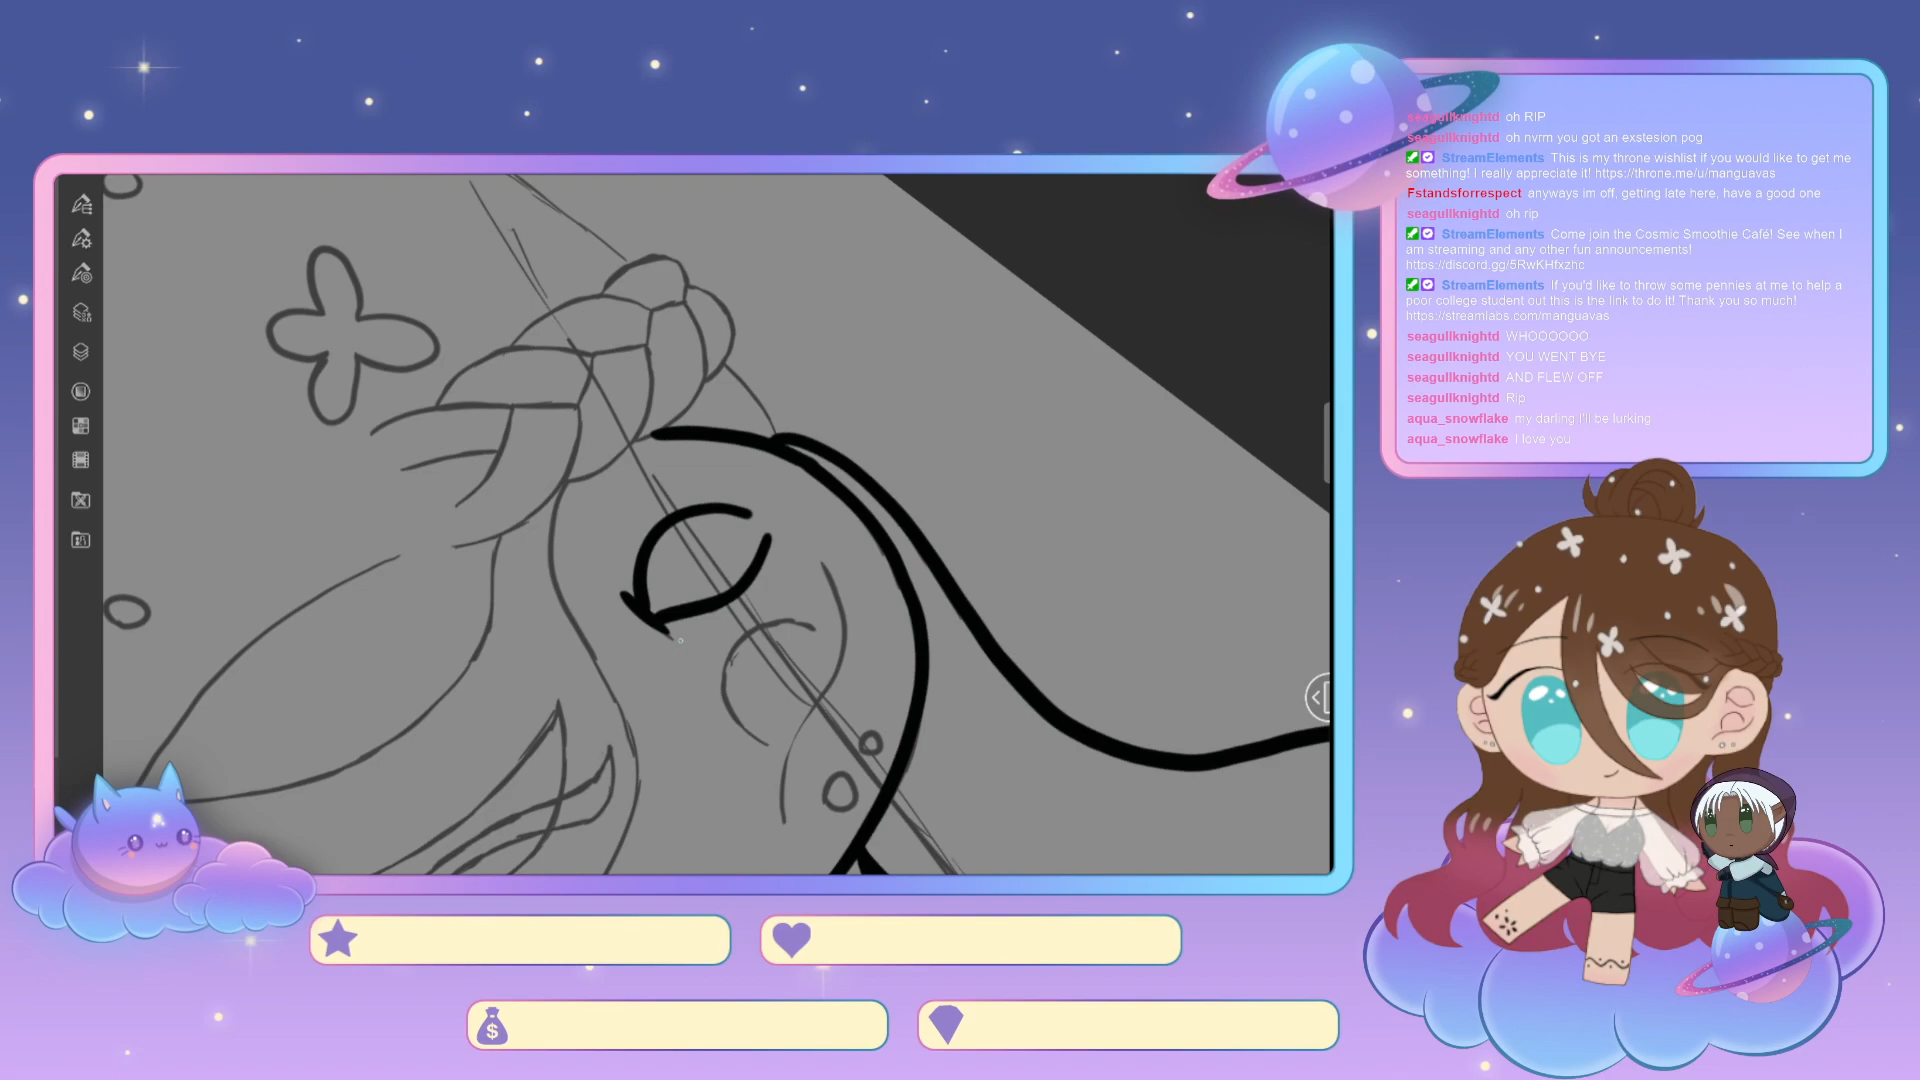 seagullknightd oh RIP
seagullknightd oh nvrm you got an exstesion pog
StreamElements This is my throne wishlist if you would like to get me
something! I really appreciate it! https://throne.me/u/manguavas
Fstandsforrespect anyways im off, getting late here, have a good one
seagullknightd oh rip
StreamElements Come join the Cosmic Smoothie Café! See when I
am streaming and any other fun announcements!
https://discord.gg/5RwKHfxzhc
StreamElements If you'd like to throw some pennies at me to help a
poor college student out this is the link to do it! Thank you so much!
https://streamlabs.com/manguavas
seagullknightd WHOOOOOO
seagullknightd YOU WENT BYE
seagullknightd AND FLEW OFF
seagullknightd Rip
aqua_snowflake my darling I'll be lurking
aqua_snowflake I love you
$